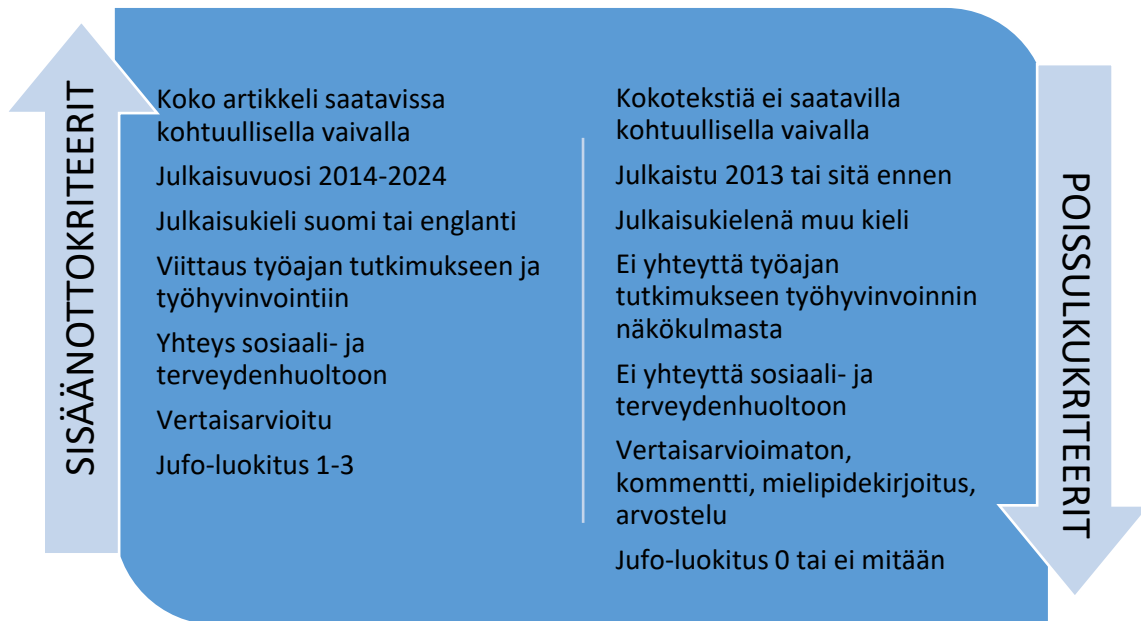 SISÄÄNOTTOKRITEERIT
Koko artikkeli saatavissa
kohtuullisella vaivalla
Julkaisuvuosi 2014-2024
Julkaisukieli suomi tai englanti
Viittaus työajan tutkimukseen ja
työhyvinvointiin
Yhteys sosiaali- ja
terveydenhuoltoon
Vertaisarvioitu
Jufo-luokitus 1-3
Kokotekstiä ei saatavilla
kohtuullisella vaivalla
Julkaistu 2013 tai sitä ennen
Julkaisukielenä muu kieli
Ei yhteyttä työajan
tutkimukseen työhyvinvoinnin
näkökulmasta
Ei yhteyttä sosiaali- ja
terveydenhuoltoon
Vertaisarvioimaton,
kommentti, mielipidekirjoitus,
arvostelu
Jufo-luokitus 0 tai ei mitään
POISSULKUKRITEERIT